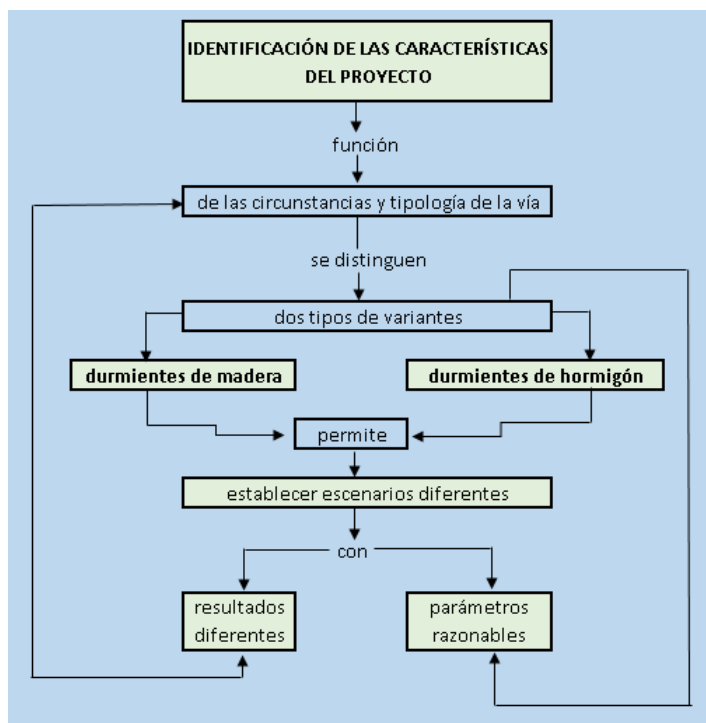 IDENTIFICACIÓN DE LAS CARACTERÍSTICAS
DEL PROYECTO
función
de las circunstancias y tipología de la vía
se distinguen
dos tipos de variantes
durmientes de madera
durmientes de hormigón
permite
establecer escenarios diferentes
con
resultados
diferentes
parámetros
razonables